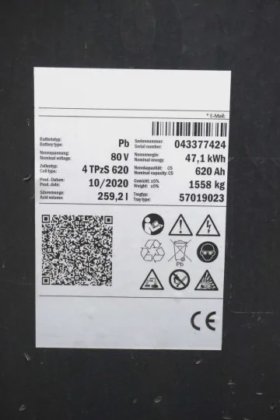 * E-Mail:
Batterietyp: Pb Seriennummer
Battery type: Serial number: 043377424
Nennspannung: Nennenergie:
Nominal voltage: 80 V Nominal energy: 47,1 kWh
Zellentyp: Nennkapazität: C5
Cell type: 4 TPzS 620 Nominal capacity: C5 620 Ah
Prod.-Datum: Gewicht: ±5%
Prod. date: 10/2020 Weight: ±5% 1558 kg
Säuremenge: Trogtyp:
Acid volume: 259,2 l Tray type: 57019023
Pb
CE